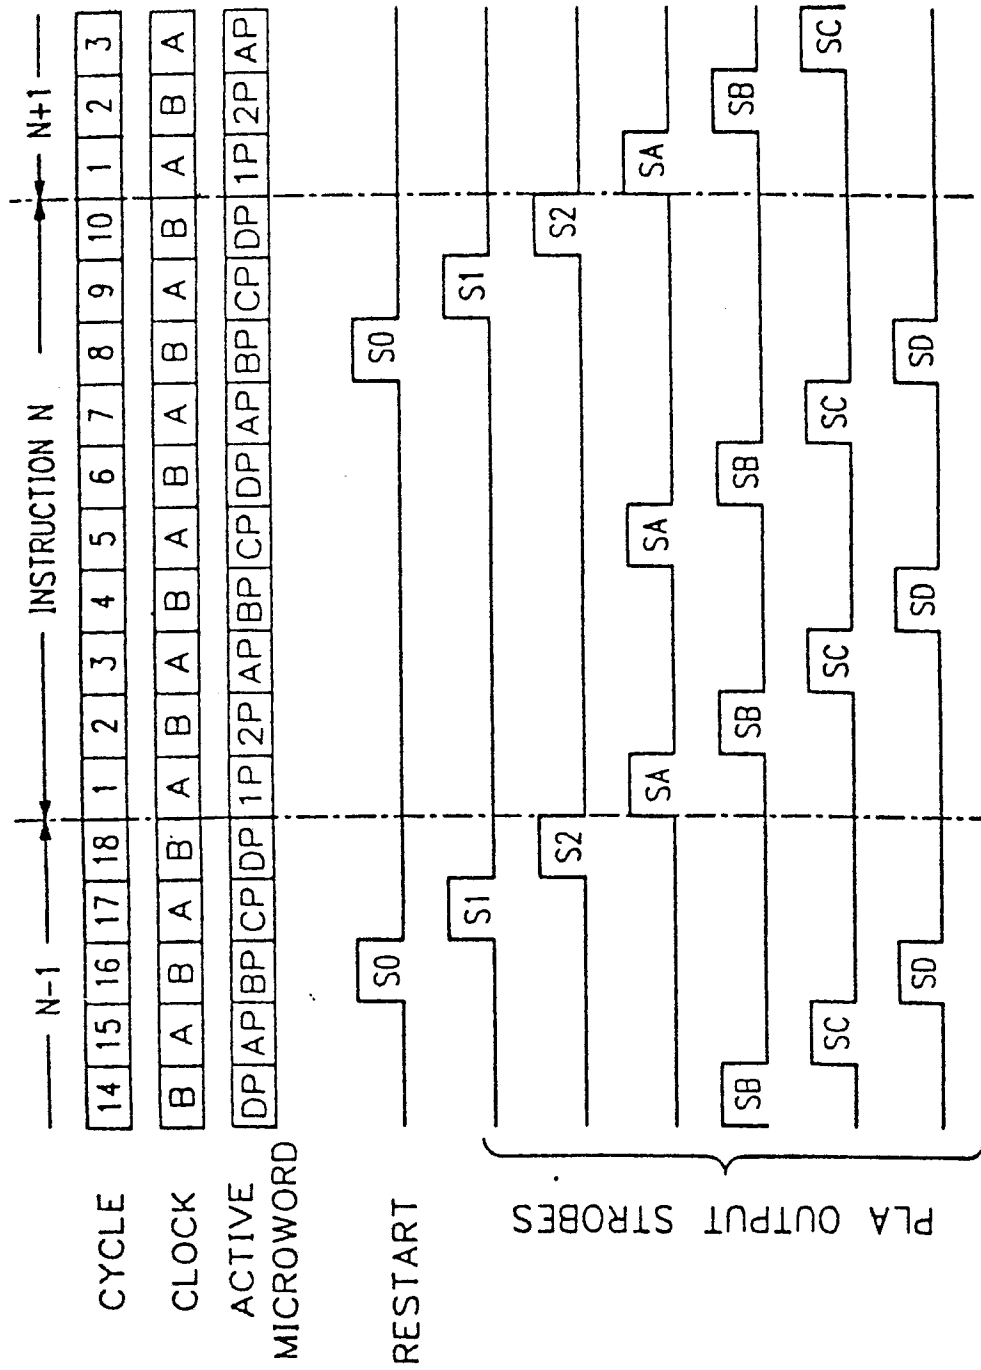 N-1 INSTRUCTION N N+1
CYCLE 14 15 16 17 18 1 2 3 4 5 6 7 8 9 10 1 2 3
CLOCK B A B A B A B A B A B A B A B A B A
ACTIVE MICROWORD DP AP BP CP DP 1P 2P AP BP CP DP AP BP CP DP 1P 2P AP
RESTART S0 S0
S1 S1
S2 S2
SA SA SA
SB SB SB SB
SC SC SC SC
SD SD SD
PLA OUTPUT STROBES